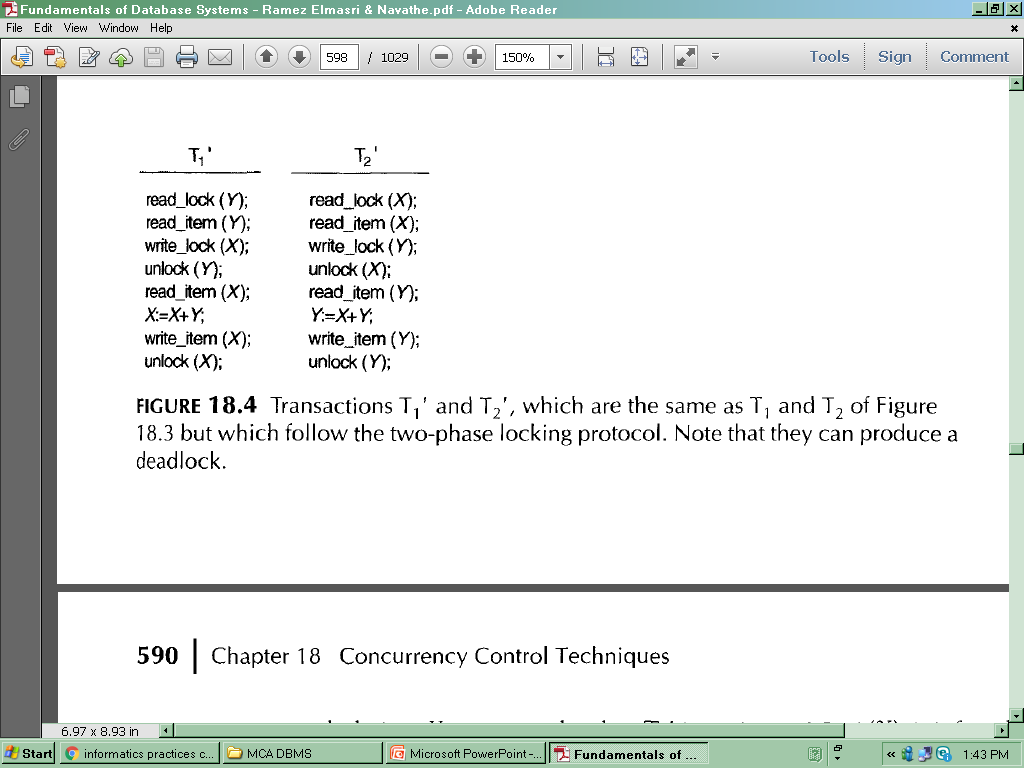 Fundamentals of Database Systems - Ramez Elmasri & Navathe.pdf - Adobe Reader
File Edit View Window Help
598 / 1029 150% Tools Sign Comment
T1' T2'
read_lock (Y); read_lock (X);
read_item (Y); read_item (X);
write_lock (X); write_lock (Y);
unlock (Y); unlock (X);
read_item (X); read_item (Y);
X:=X+Y; Y:=X+Y;
write_item (X); write_item (Y);
unlock (X); unlock (Y);
FIGURE 18.4 Transactions T1' and T2', which are the same as T1 and T2 of Figure
18.3 but which follow the two-phase locking protocol. Note that they can produce a
deadlock.
590 | Chapter 18 Concurrency Control Techniques
6.97 x 8.93 in
Start informatics practices c... MCA DBMS Microsoft PowerPoint -... Fundamentals of ... « 1:43 PM